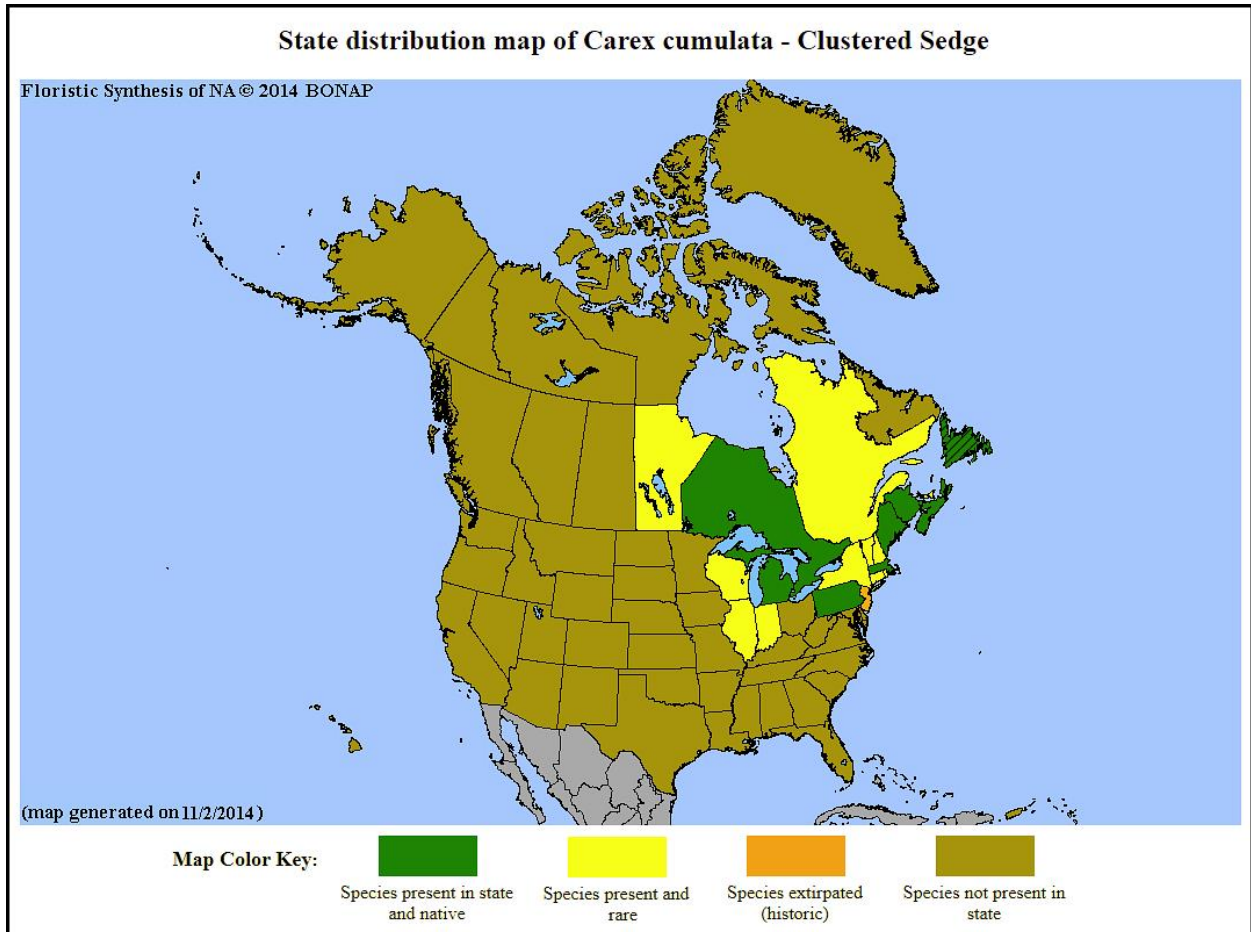 State distribution map of Carex cumulata - Clustered Sedge
Floristic Synthesis of NA © 2014 BONAP
(map generated on 11/2/2014)
Map Color Key:
Species present in state
and native
Species present and
rare
Species extirpated
(historic)
Species not present in
state